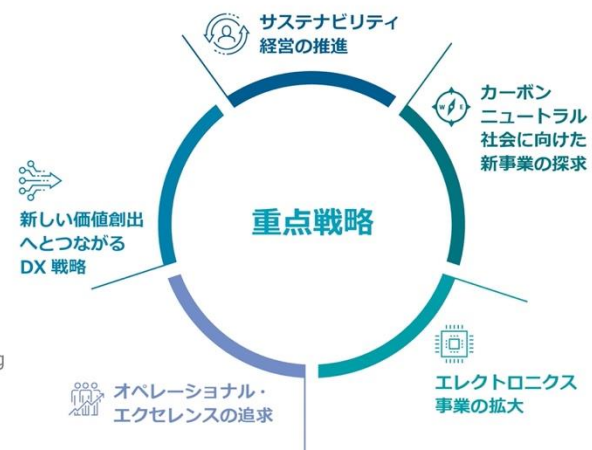 サステナビリティ
経営の推進
カーボン
ニュートラル
社会に向けた
新事業の探求
W E
重点戦略
新しい価値創出
へとつながる
DX 戦略
エレクトロニクス
事業の拡大
g
オペレーショナル・
エクセレンスの追求